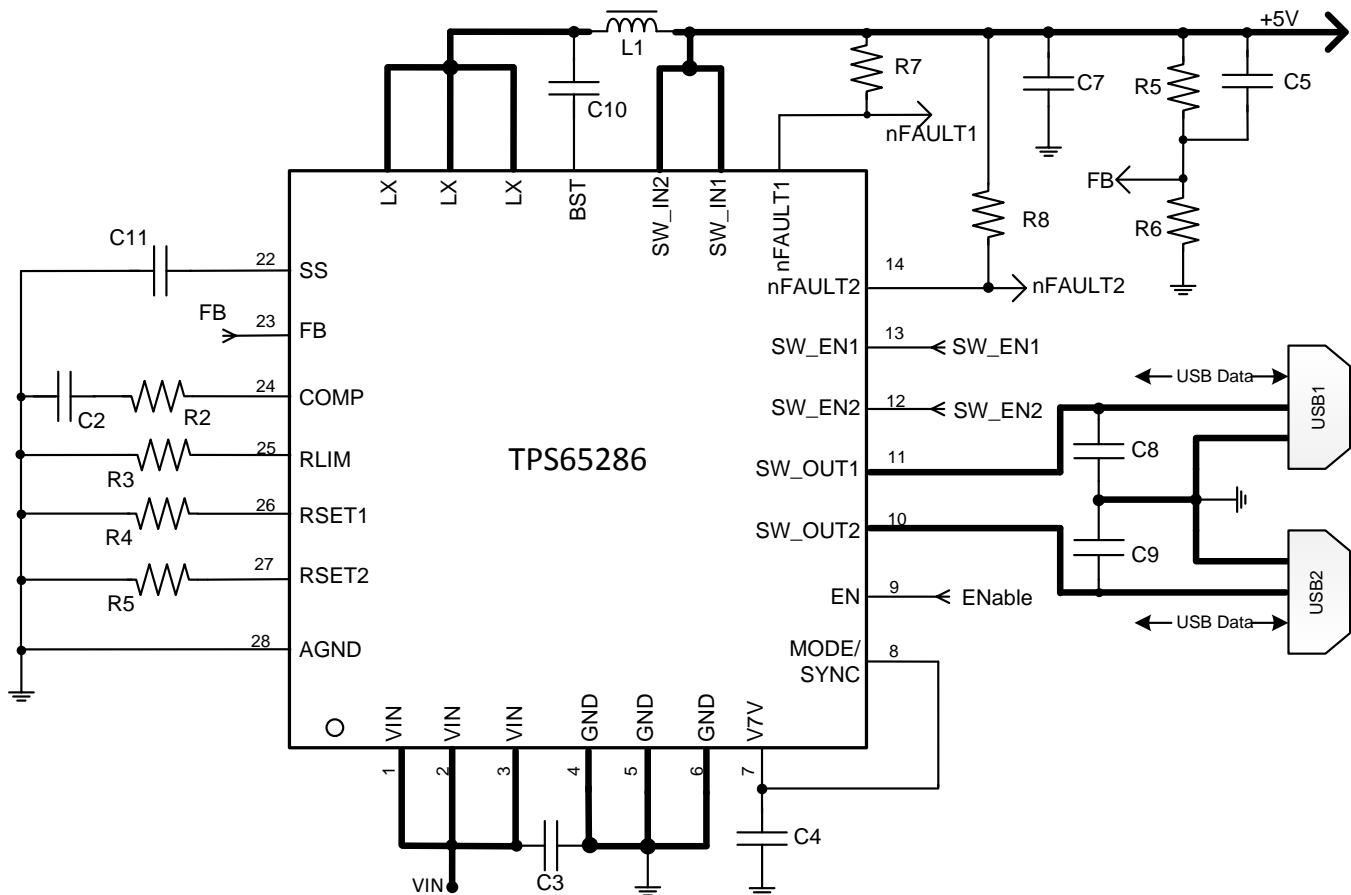 +5V
L1
R7
C10
C7
R5
C5
nFAULT1
FB
R6
R8
LX
LX
LX
BST
SW_IN2
SW_IN1
nFAULT1
C11
22
SS
14
nFAULT2
nFAULT2
FB
23
FB
13
SW_EN1
SW_EN1
USB Data
USB1
24
COMP
C2
R2
12
SW_EN2
SW_EN2
25
RLIM
R3
TPS65286
11
SW_OUT1
C8
26
RSET1
R4
10
SW_OUT2
C9
27
RSET2
R5
9
EN
ENable
USB2
USB Data
28
AGND
MODE/
SYNC
8
VIN
VIN
VIN
GND
GND
GND
V7V
1
2
3
4
5
6
7
C3
C4
VIN